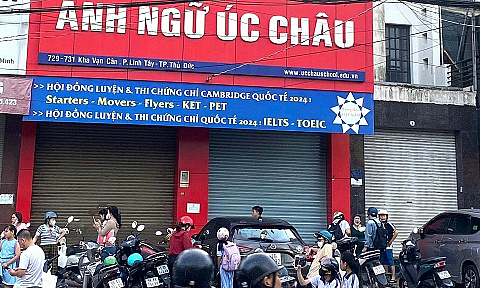 ANH NGỮ ÚC CHÂU
729-731 Kha Vạn Cân , P.Linh Tây -TP.Thủ Đức
www.ucchauschool.edu.vn
>> HỘI ĐỒNG LUYỆN & THI CHỨNG CHỈ CAMBRIDGE QUỐC TẾ 2024 :
Starters - Movers - Flyers - KET - PET
>> HỘI ĐỒNG LUYỆN & THI CHỨNG CHỈ QUỐC TẾ 2024 : IELTS - TOEIC